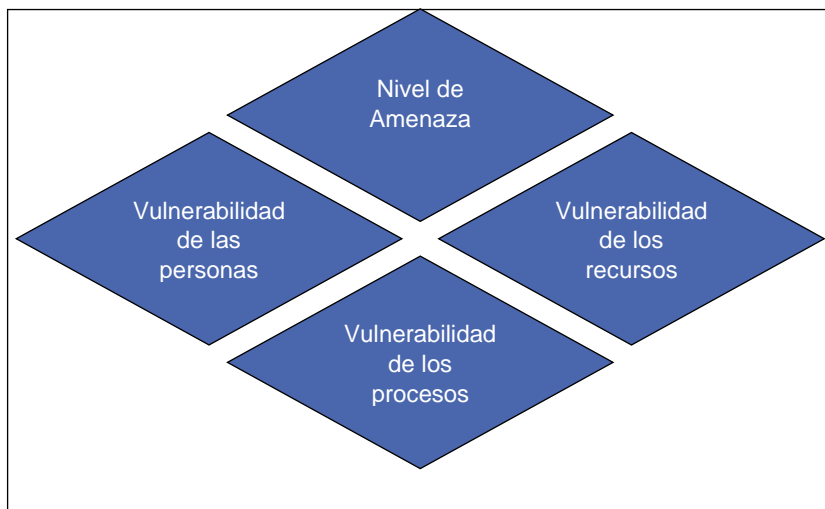 Nivel de
Amenaza
Vulnerabilidad
de las
personas
Vulnerabilidad
de los
recursos
Vulnerabilidad
de los
procesos